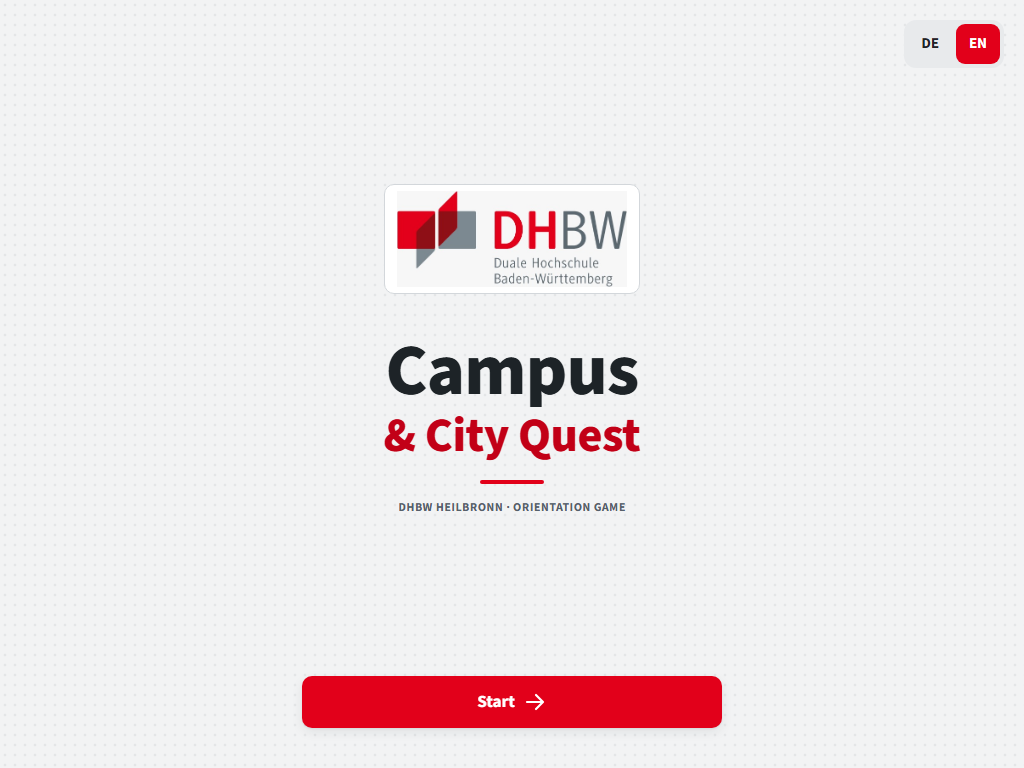 DE EN
DHBW
Duale Hochschule
Baden-Württemberg
Campus
& City Quest
DHBW HEILBRONN · ORIENTATION GAME
Start →